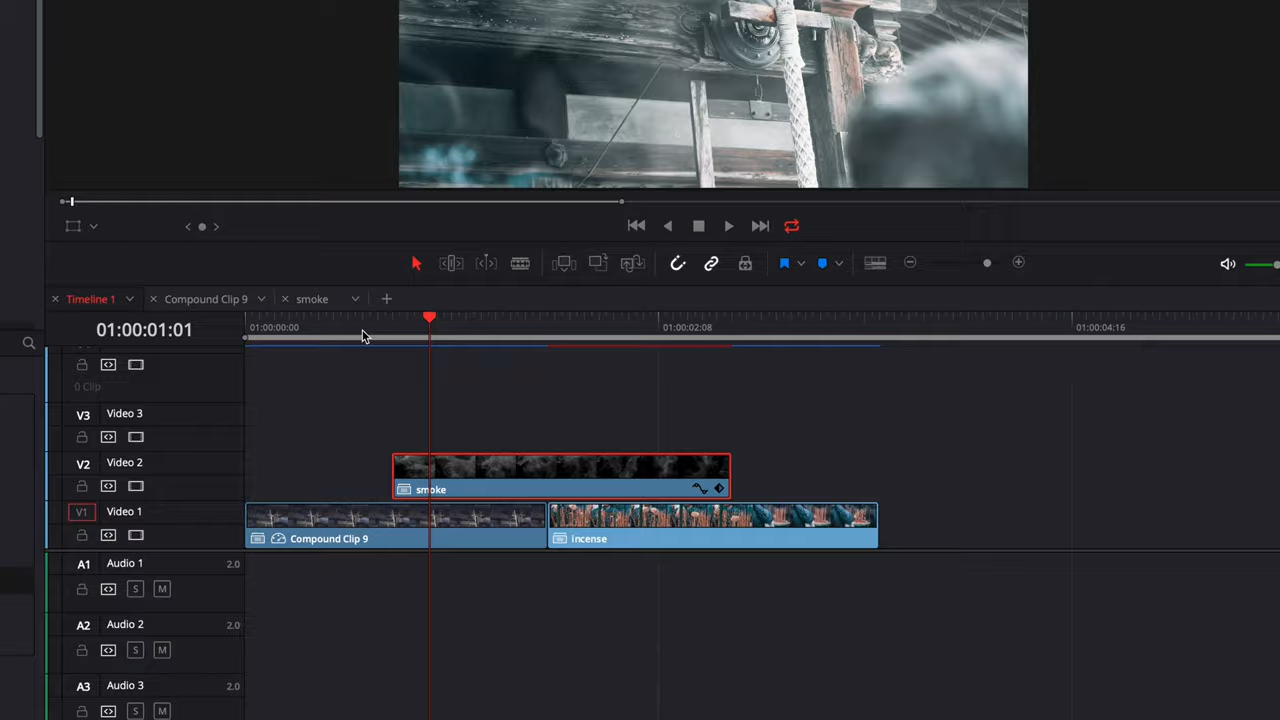 Timeline 1
Compound Clip 9
smoke
01:00:01:01
01:00:00:00
01:00:02:08
01:00:04:16
0 Clip
V3 Video 3
V2 Video 2
smoke
V1 Video 1
Compound Clip 9
incense
A1 Audio 1 2.0
S M
A2 Audio 2 2.0
S M
A3 Audio 3 2.0
S M